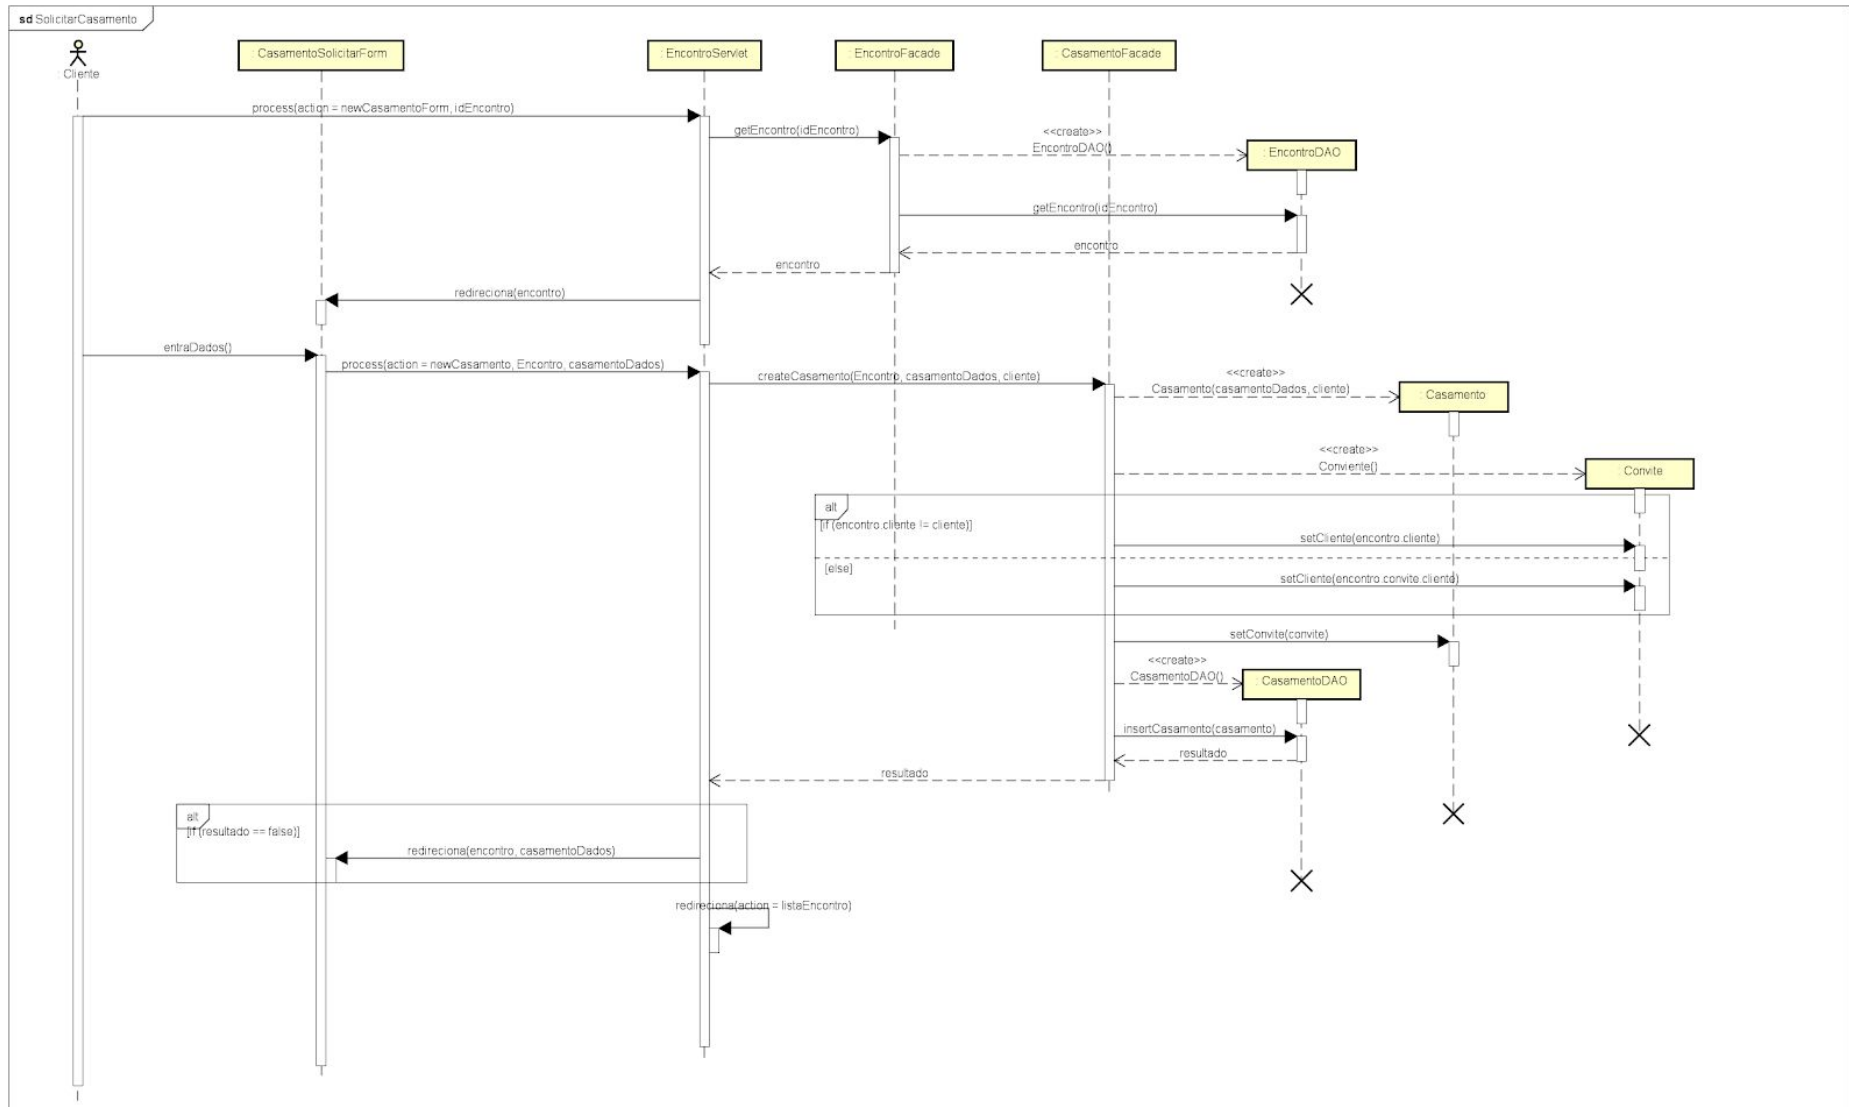 sd SolicitarCasamento
: Cliente
: CasamentoSolicitarForm
: EncontroServlet
: EncontroFacade
: CasamentoFacade
process(action = newCasamentoForm, idEncontro)
getEncontro(idEncontro)
<<create>>
EncontroDAO()
: EncontroDAO
getEncontro(idEncontro)
encontro
encontro
redireciona(encontro)
entraDados()
process(action = newCasamento, Encontro, casamentoDados)
createCasamento(Encontro, casamentoDados, cliente)
<<create>>
Casamento(casamentoDados, cliente)
: Casamento
<<create>>
Conviente()
: Convite
alt
[if (encontro.cliente != cliente)]
setCliente(encontro.cliente)
[else]
setCliente(encontro.convite.cliente)
setConvite(convite)
<<create>>
CasamentoDAO()
: CasamentoDAO
insertCasamento(casamento)
resultado
resultado
alt
[if (resultado == false)]
redireciona(encontro, casamentoDados)
redireciona(action = listaEncontro)